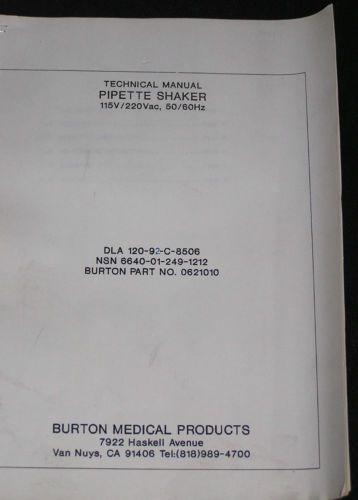 TECHNICAL MANUAL
PIPETTE SHAKER
115V/220Vac, 50/60Hz
DLA 120-92-C-8506
NSN 6640-01-249-1212
BURTON PART NO. 0621010
BURTON MEDICAL PRODUCTS
7922 Haskell Avenue
Van Nuys, CA 91406 Tel:(818)989-4700